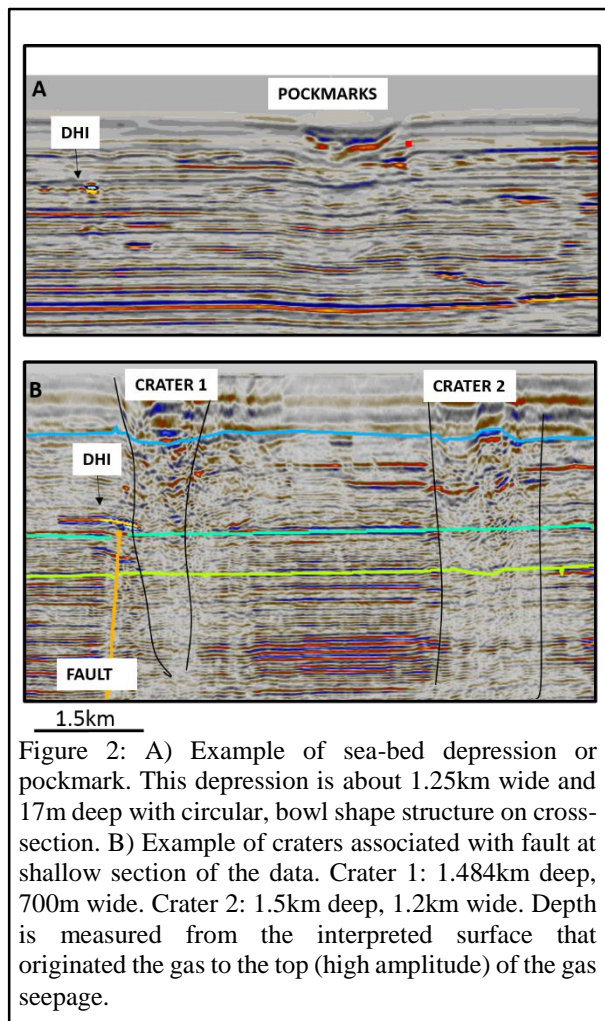 A
POCKMARKS
DHI
B
CRATER 1
CRATER 2
DHI
FAULT
1.5km
Figure 2: A) Example of sea-bed depression or
pockmark. This depression is about 1.25km wide and
17m deep with circular, bowl shape structure on cross-
section. B) Example of craters associated with fault at
shallow section of the data. Crater 1: 1.484km deep,
700m wide. Crater 2: 1.5km deep, 1.2km wide. Depth
is measured from the interpreted surface that
originated the gas to the top (high amplitude) of the gas
seepage.